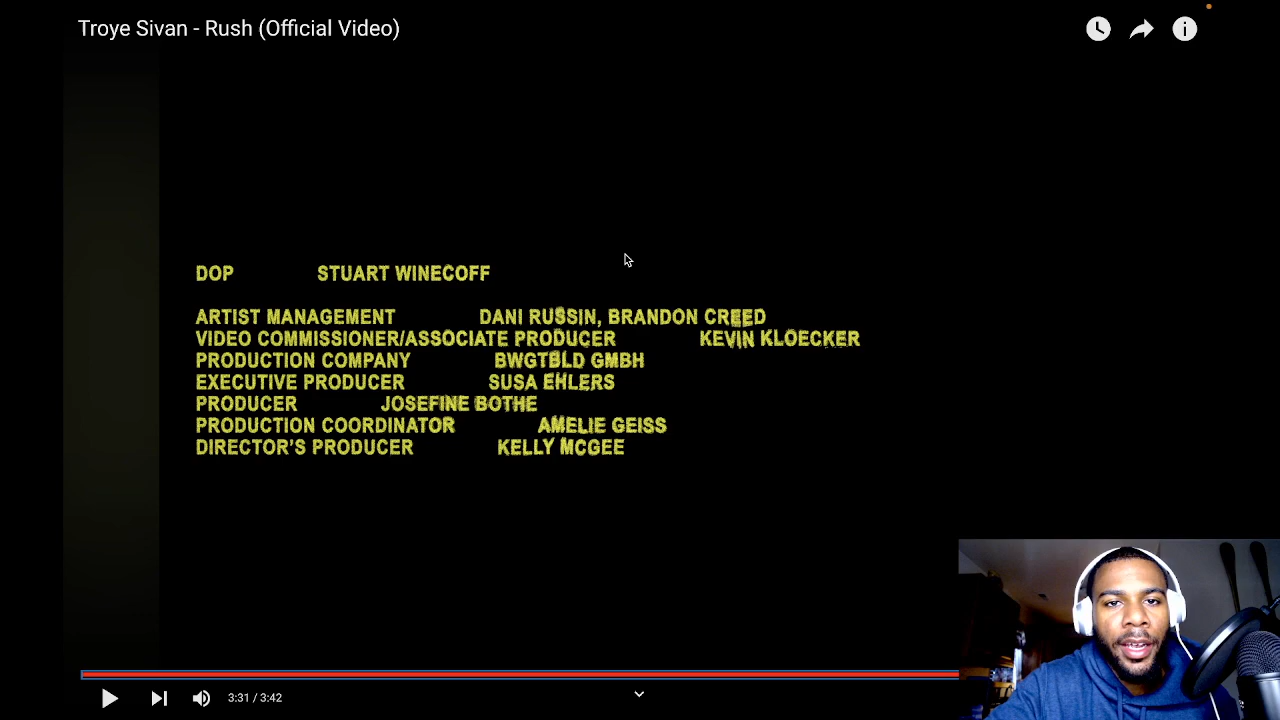 Troye Sivan - Rush (Official Video)
DOP STUART WINECOFF
ARTIST MANAGEMENT DANI RUSSIN, BRANDON CREED
VIDEO COMMISSIONER/ASSOCIATE PRODUCER KEVIN KLOECKER
PRODUCTION COMPANY BWGTBLD GMBH
EXECUTIVE PRODUCER SUSA EHLERS
PRODUCER JOSEFINE BOTHE
PRODUCTION COORDINATOR AMELIE GEISS
DIRECTOR'S PRODUCER KELLY MCGEE
3:31 / 3:42